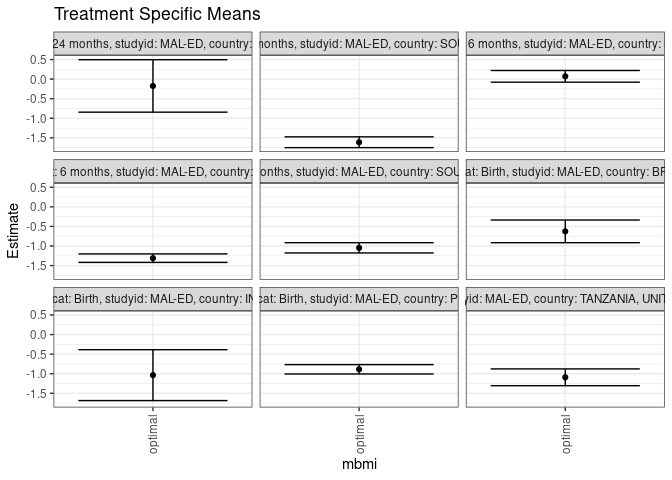 Treatment Specific Means
24 months, studyid: MAL-ED, country:
months, studyid: MAL-ED, country: SOU
6 months, studyid: MAL-ED, country:
0.5
0.0
-0.5
-1.0
-1.5
: 6 months, studyid: MAL-ED, country:
onths, studyid: MAL-ED, country: SOU
at: Birth, studyid: MAL-ED, country: BR
0.5
0.0
-0.5
-1.0
-1.5
cat: Birth, studyid: MAL-ED, country: IN
cat: Birth, studyid: MAL-ED, country: P
yid: MAL-ED, country: TANZANIA, UNIT
0.5
0.0
-0.5
-1.0
-1.5
Estimate
optimal
optimal
optimal
mbmi